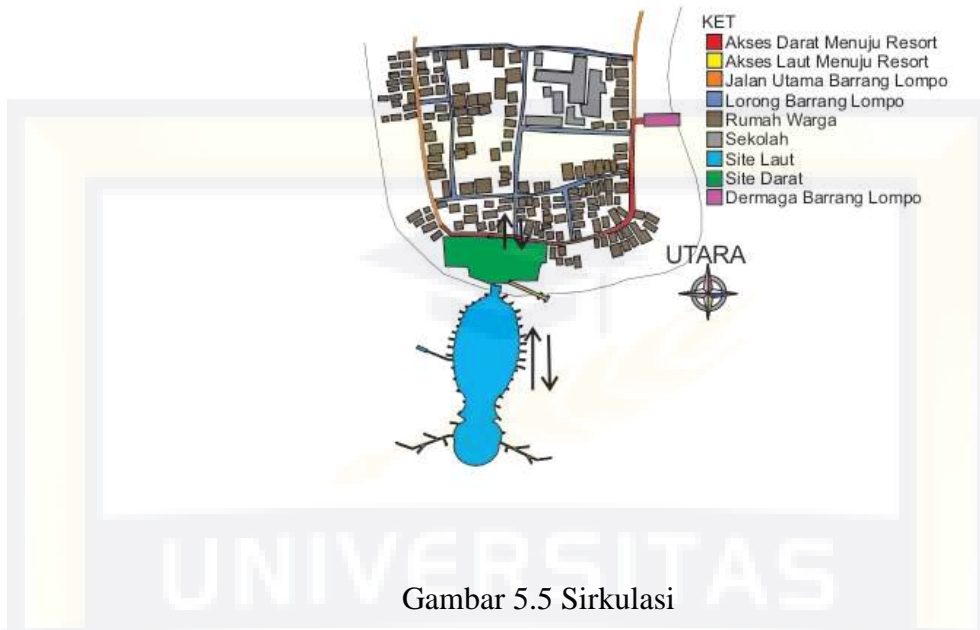 KET
Akses Darat Menuju Resort
Akses Laut Menuju Resort
Jalan Utama Barrang Lompo
Lorong Barrang Lompo
Rumah Warga
Sekolah
Site Laut
Site Darat
Dermaga Barrang Lompo
UTARA
UNIVERSITAS
Gambar 5.5 Sirkulasi